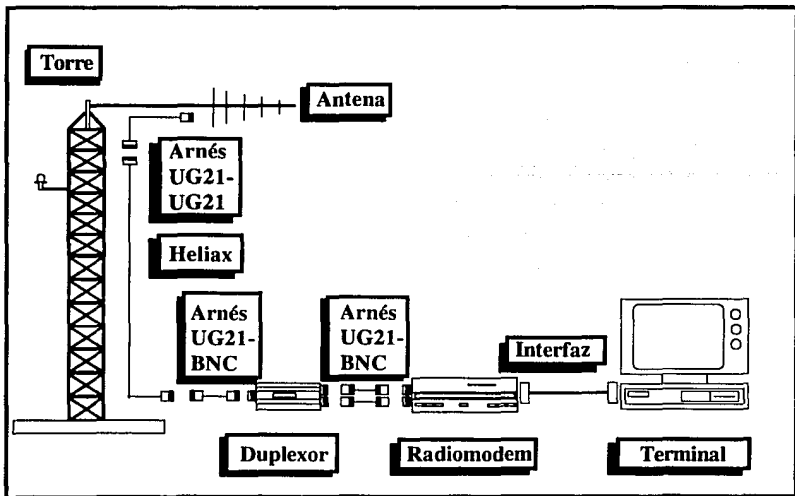 Torre
Antena
Arnés
UG21-
UG21
Heliax
Arnés
UG21-
BNC
Arnés
UG21-
BNC
Interfaz
Duplexor
Radiomodem
Terminal